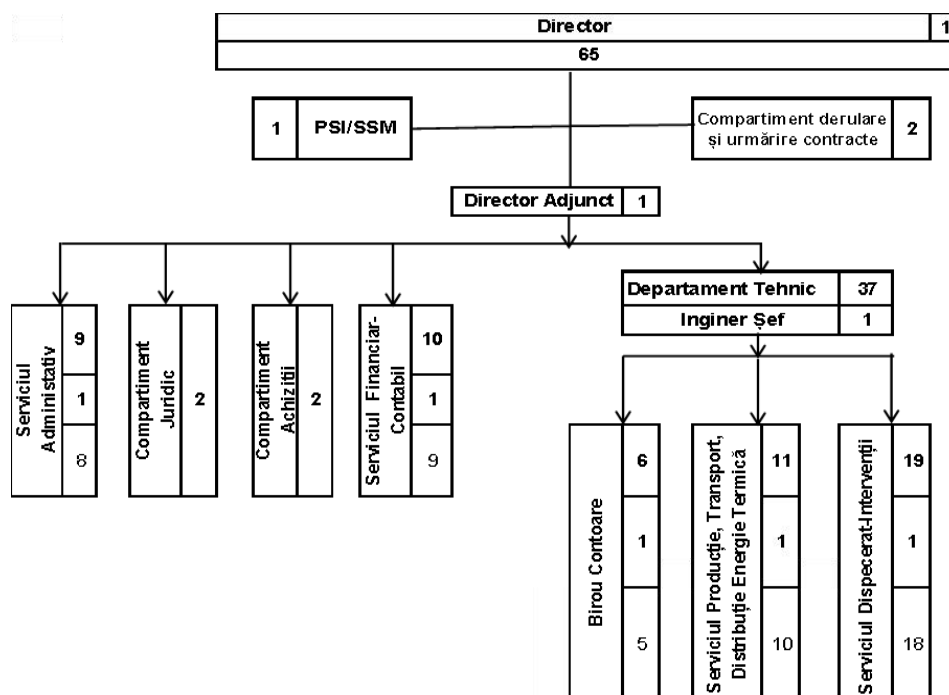 Director 1
65
1 PSI/SSM
Compartiment derulare
și urmărire contracte 2
Director Adjunct 1
Serviciul
Administrativ
9
1
8
Compartiment
Juridic
2
Compartiment
Achizitii
2
Serviciul Financiar-
Contabil
10
1
9
Departament Tehnic 37
Inginer Șef 1
Birou Contoare
6
1
5
Serviciul Producție, Transport,
Distribuție Energie Termică
11
1
10
Serviciul Dispecerat-Intervenții
19
1
18